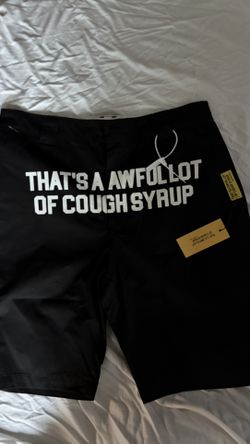 THAT'S A AWFUL LOT
OF COUGH SYRUP